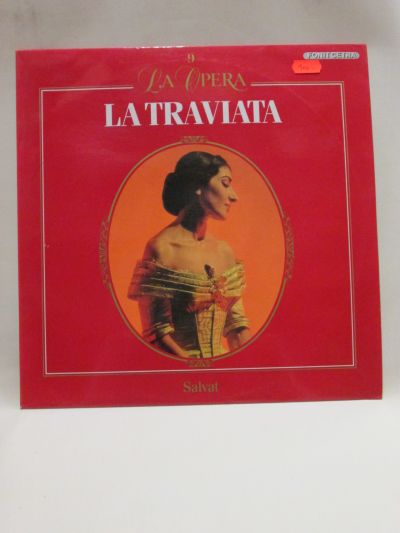 9
FONIT CETRA
La Opera
LA TRAVIATA
Salvat